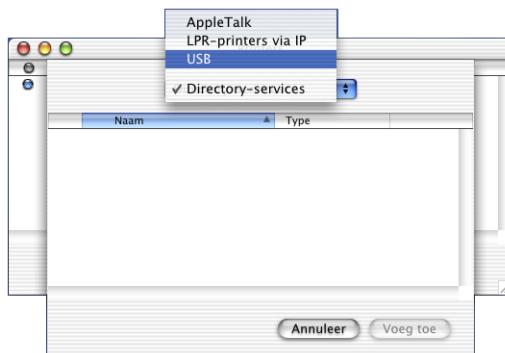 AppleTalk
LPR-printers via IP
USB
✓ Directory-services
Naam Type
Annuleer Voeg toe